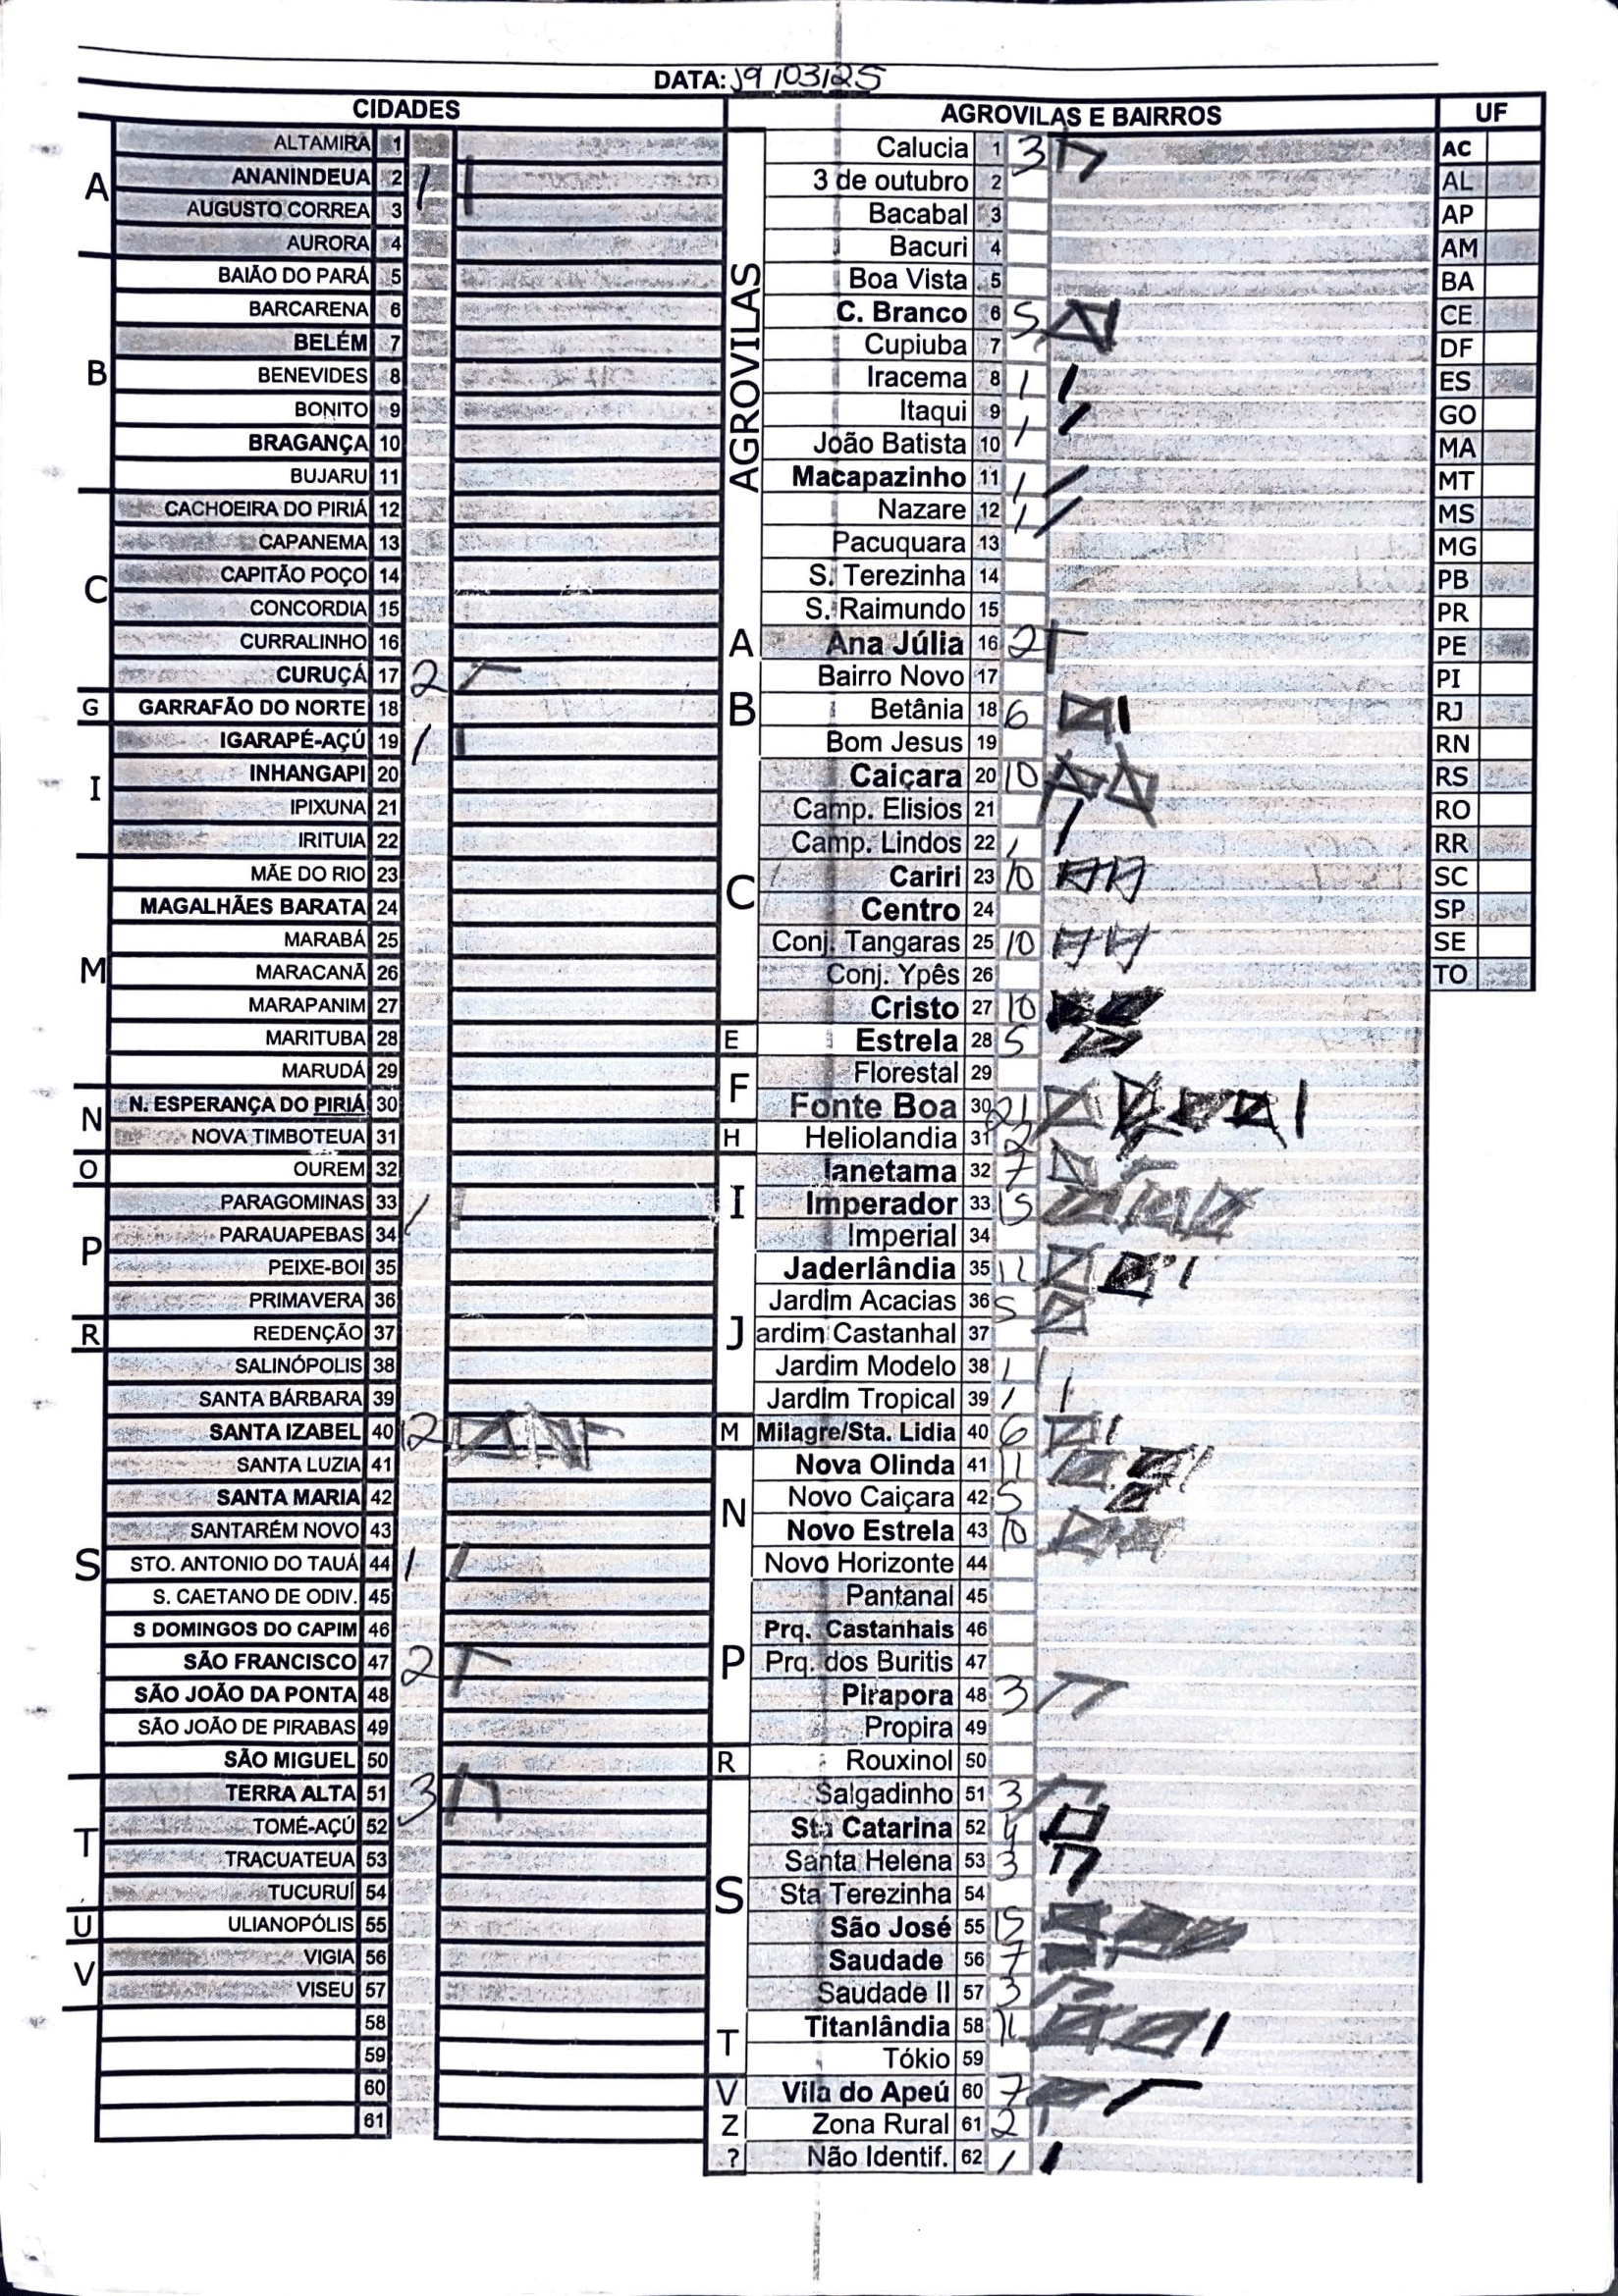 DATA: 19/03/25
CIDADES
A
ALTAMIRA 1
ANANINDEUA 2 1
AUGUSTO CORREA 3
AURORA 4
B
BAIÃO DO PARÁ 5
BARCARENA 6
BELÉM 7
BENEVIDES 8
BONITO 9
BRAGANÇA 10
BUJARU 11
C
CACHOEIRA DO PIRIÁ 12
CAPANEMA 13
CAPITÃO POÇO 14
CONCORDIA 15
CURRALINHO 16
CURUÇÁ 17 2
G
GARRAFÃO DO NORTE 18
I
IGARAPÉ-AÇÚ 19 1
INHANGAPI 20
IPIXUNA 21
IRITUIA 22
M
MÃE DO RIO 23
MAGALHÃES BARATA 24
MARABÁ 25
MARACANÃ 26
MARAPANIM 27
MARITUBA 28
MARUDÁ 29
N
N. ESPERANÇA DO PIRIÁ 30
NOVA TIMBOTEUA 31
O
OUREM 32
P
PARAGOMINAS 33 1
PARAUAPEBAS 34
PEIXE-BOI 35
PRIMAVERA 36
R
REDENÇÃO 37
S
SALINÓPOLIS 38
SANTA BÁRBARA 39
SANTA IZABEL 40 12
SANTA LUZIA 41
SANTA MARIA 42
SANTARÉM NOVO 43
STO. ANTONIO DO TAUÁ 44 1
S. CAETANO DE ODIV. 45
S DOMINGOS DO CAPIM 46
SÃO FRANCISCO 47 2
SÃO JOÃO DA PONTA 48
SÃO JOÃO DE PIRABAS 49
SÃO MIGUEL 50
T
TERRA ALTA 51 3
TOMÉ-AÇÚ 52
TRACUATEUA 53
TUCURUÍ 54
U
ULIANOPÓLIS 55
V
VIGIA 56
VISEU 57
58
59
60
61
AGROVILAS E BAIRROS
AGROVILAS
Calucia 1 3
3 de outubro 2
Bacabal 3
Bacuri 4
Boa Vista 5
C. Branco 6 5
Cupiuba 7
Iracema 8 1
Itaqui 9
João Batista 10 1
Macapazinho 11 1
Nazare 12 1
Pacuquara 13
S. Terezinha 14
S. Raimundo 15
A
Ana Júlia 16 2
Bairro Novo 17
B
Betânia 18 6
Bom Jesus 19
C
Caiçara 20 10
Camp. Elisios 21
Camp. Lindos 22 1
Cariri 23 10
Centro 24
Conj. Tangaras 25 10
Conj. Ypês 26
Cristo 27 10
E
Estrela 28 5
F
Florestal 29
Fonte Boa 30 21
H
Heliolandia 31 2
I
Ianetama 32 7
Imperador 33 15
Imperial 34
J
Jaderlândia 35 11
Jardim Acacias 36 5
ardim Castanhal 37
Jardim Modelo 38 1
Jardim Tropical 39 1
M
Milagre/Sta. Lidia 40 6
N
Nova Olinda 41 11
Novo Caiçara 42 5
Novo Estrela 43 10
Novo Horizonte 44
P
Pantanal 45
Prq. Castanhais 46
Prq. dos Buritis 47
Pirapora 48 3
Propira 49
R
Rouxinol 50
S
Salgadinho 51 3
Sta Catarina 52 4
Santa Helena 53 3
Sta Terezinha 54
São José 55 15
Saudade 56 7
Saudade II 57 3
T
Titanlândia 58 11
Tókio 59
V
Vila do Apeú 60 7
Z
Zona Rural 61 2
?
Não Identif. 62 1
UF
AC
AL
AP
AM
BA
CE
DF
ES
GO
MA
MT
MS
MG
PB
PR
PE
PI
RJ
RN
RS
RO
RR
SC
SP
SE
TO